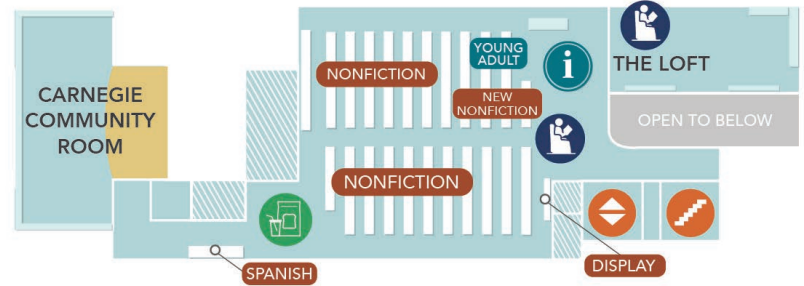 CARNEGIE
COMMUNITY
ROOM
NONFICTION
YOUNG
ADULT
NEW
NONFICTION
i
THE LOFT
OPEN TO BELOW
NONFICTION
SPANISH
DISPLAY